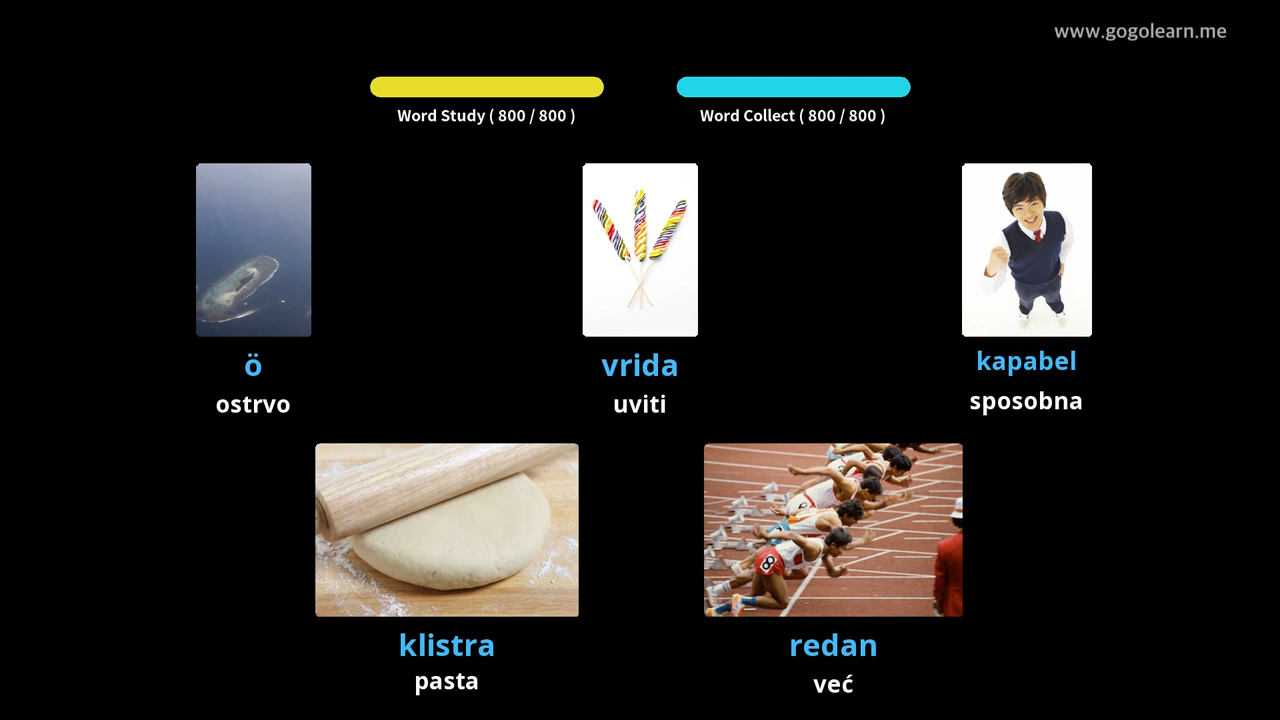 www.gogolearn.me
Word Study ( 800 / 800 )
Word Collect ( 800 / 800 )
ö
ostrvo
vrida
uviti
kapabel
sposobna
klistra
pasta
redan
već